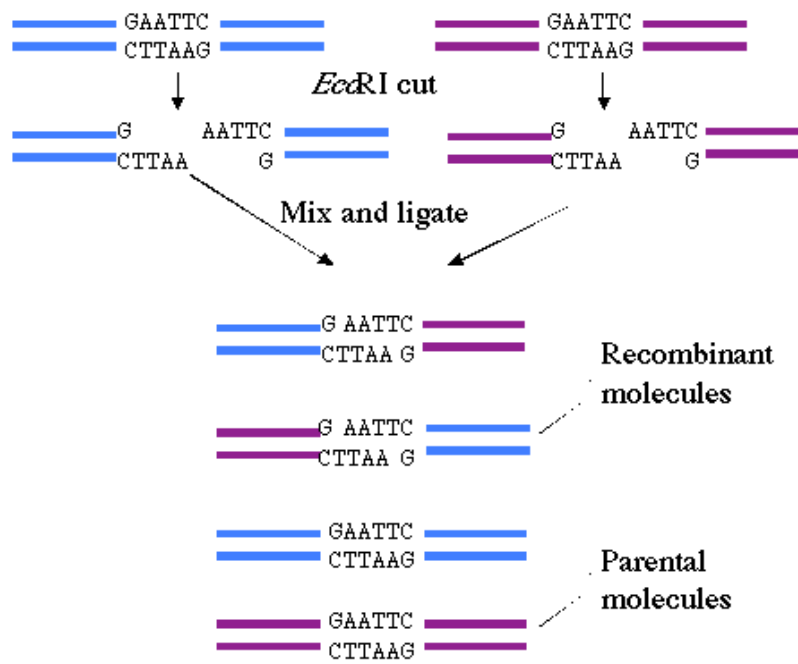 GAATTC GAATTC
CTTAAG CTTAAG
EcoRI cut
G AATTC G AATTC
CTTAA G CTTAA G
Mix and ligate
G AATTC
CTTAA G
Recombinant
molecules
G AATTC
CTTAA G
GAATTC
CTTAAG
Parental
molecules
GAATTC
CTTAAG